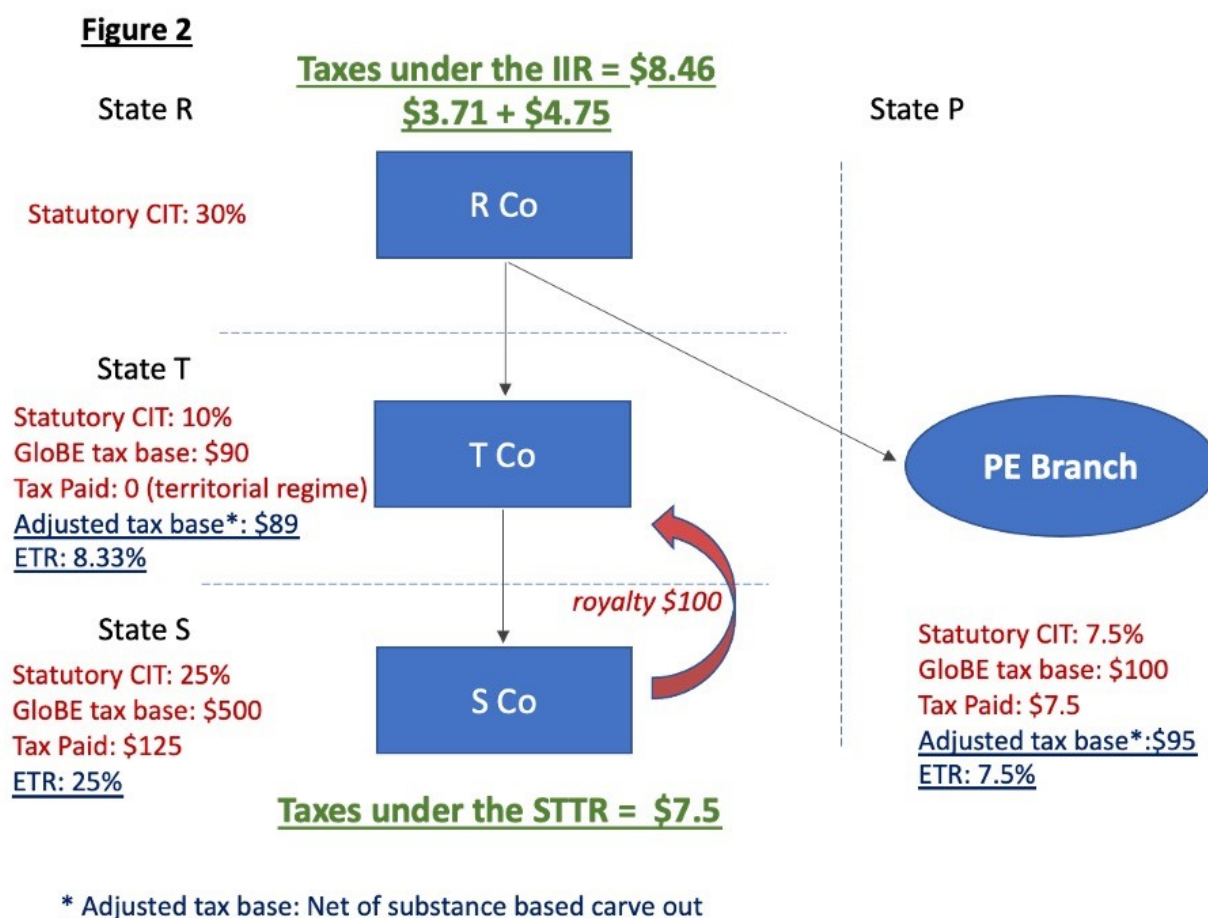 Figure 2
Taxes under the IIR = $8.46
$3.71 + $4.75
State R
State P
R Co
Statutory CIT: 30%
State T
Statutory CIT: 10%
GloBE tax base: $90
Tax Paid: 0 (territorial regime)
Adjusted tax base*: $89
ETR: 8.33%
T Co
PE Branch
royalty $100
State S
Statutory CIT: 25%
GloBE tax base: $500
Tax Paid: $125
ETR: 25%
S Co
Statutory CIT: 7.5%
GloBE tax base: $100
Tax Paid: $7.5
Adjusted tax base*:$95
ETR: 7.5%
Taxes under the STTR =  $7.5
* Adjusted tax base: Net of substance based carve out